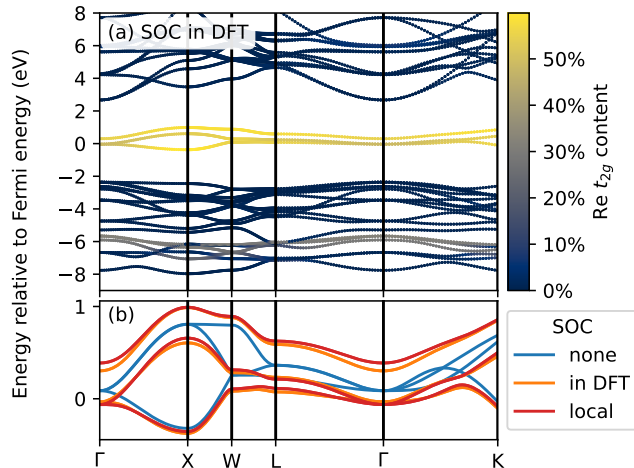 (a) SOC in DFT
Energy relative to Fermi energy (eV)
8
6
4
2
0
−2
−4
−6
−8
50%
40%
30%
20%
10%
0%
Re t2g content
(b)
1
0
Γ X W L Γ K
SOC
none
in DFT
local